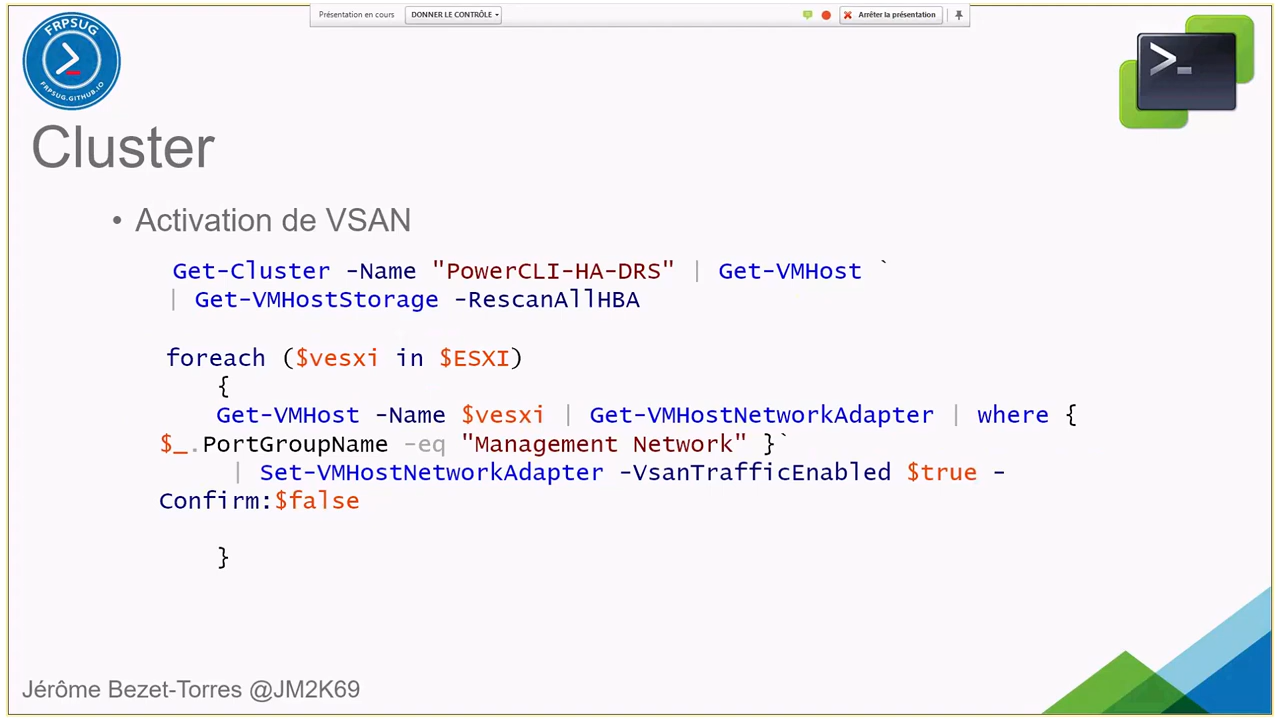 Présentation en cours
DONNER LE CONTRÔLE
Arrêter la présentation
FRPSUG
FRPSUG.GITHUB.IO
Cluster
• Activation de VSAN
Get-Cluster -Name "PowerCLI-HA-DRS" | Get-VMHost `
| Get-VMHostStorage -RescanAllHBA
foreach ($vesxi in $ESXI)
{
Get-VMHost -Name $vesxi | Get-VMHostNetworkAdapter | where {
$_.PortGroupName -eq "Management Network" }`
| Set-VMHostNetworkAdapter -VsanTrafficEnabled $true -
Confirm:$false
}
Jérôme Bezet-Torres @JM2K69